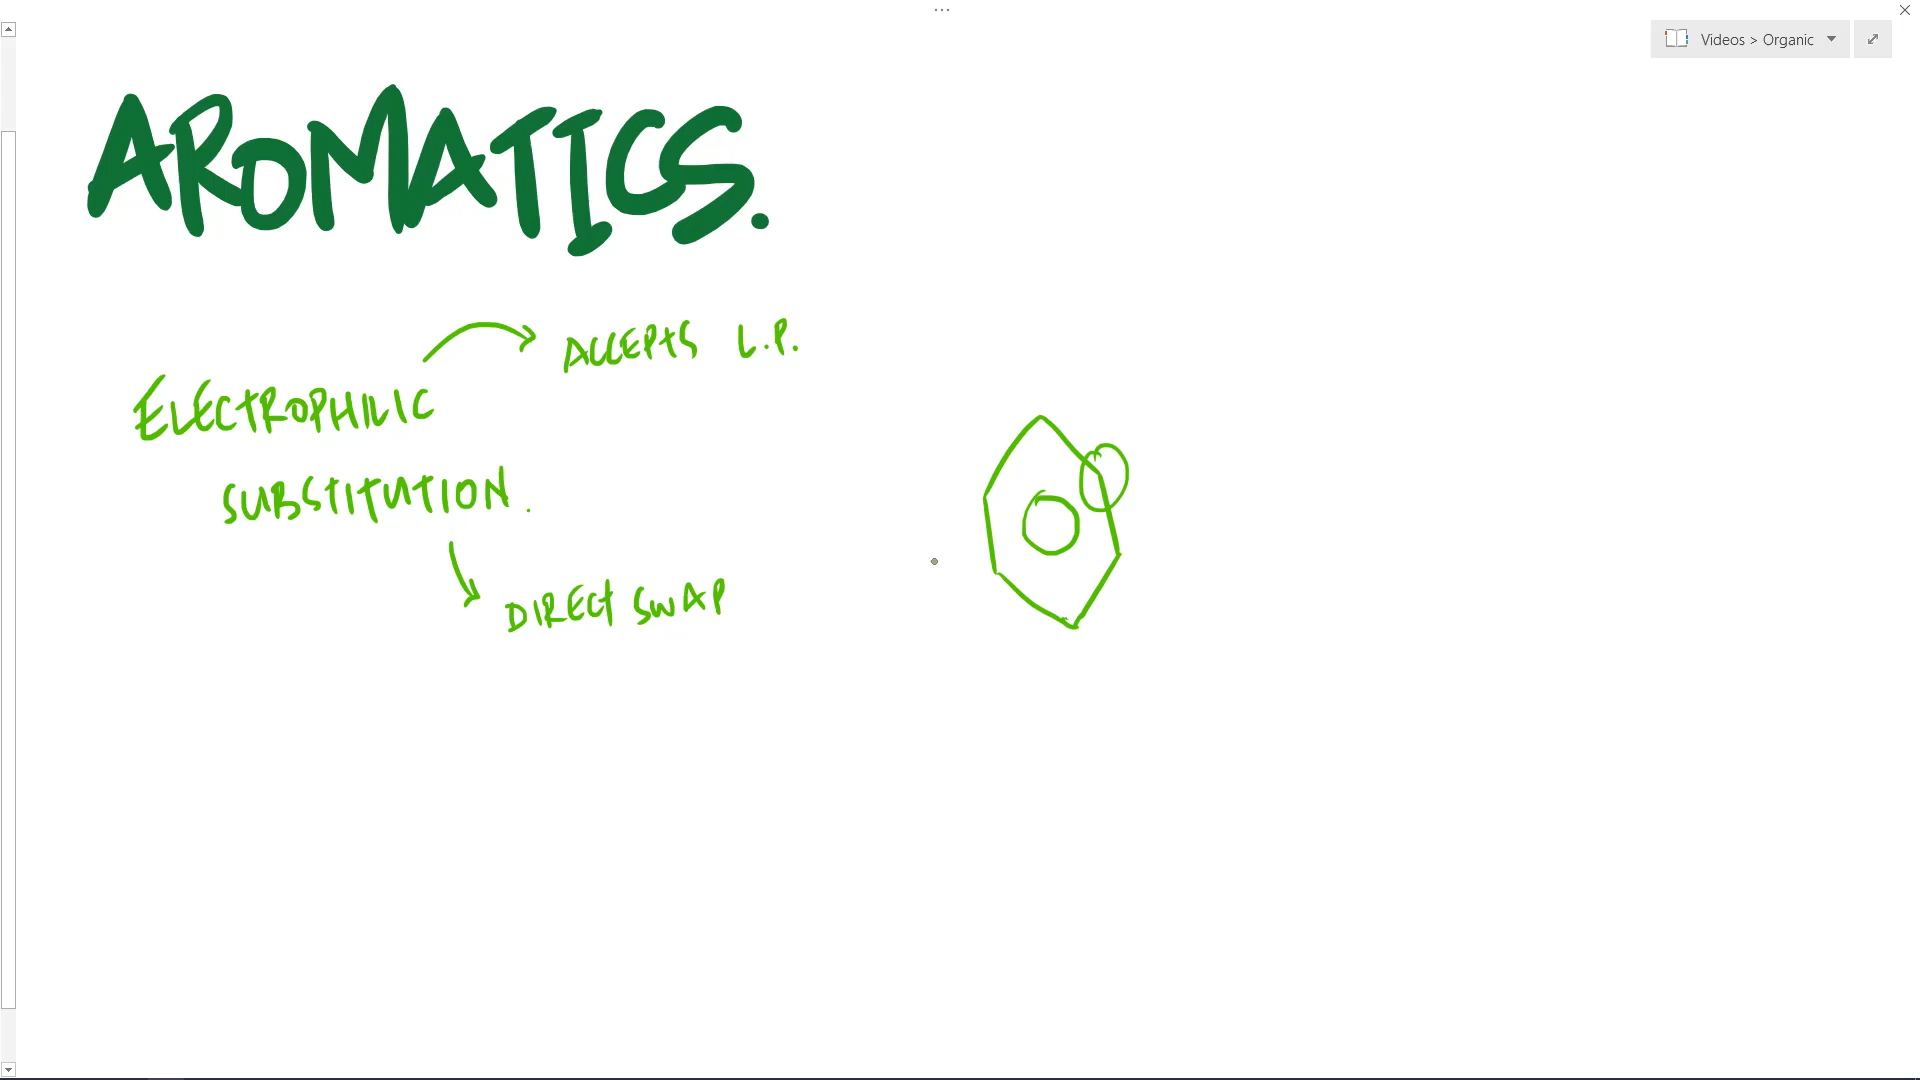 ...
Videos > Organic
AROMATICS.
ACCEPTS L.P.
ELECTROPHILIC
SUBSTITUTION.
DIRECT SWAP